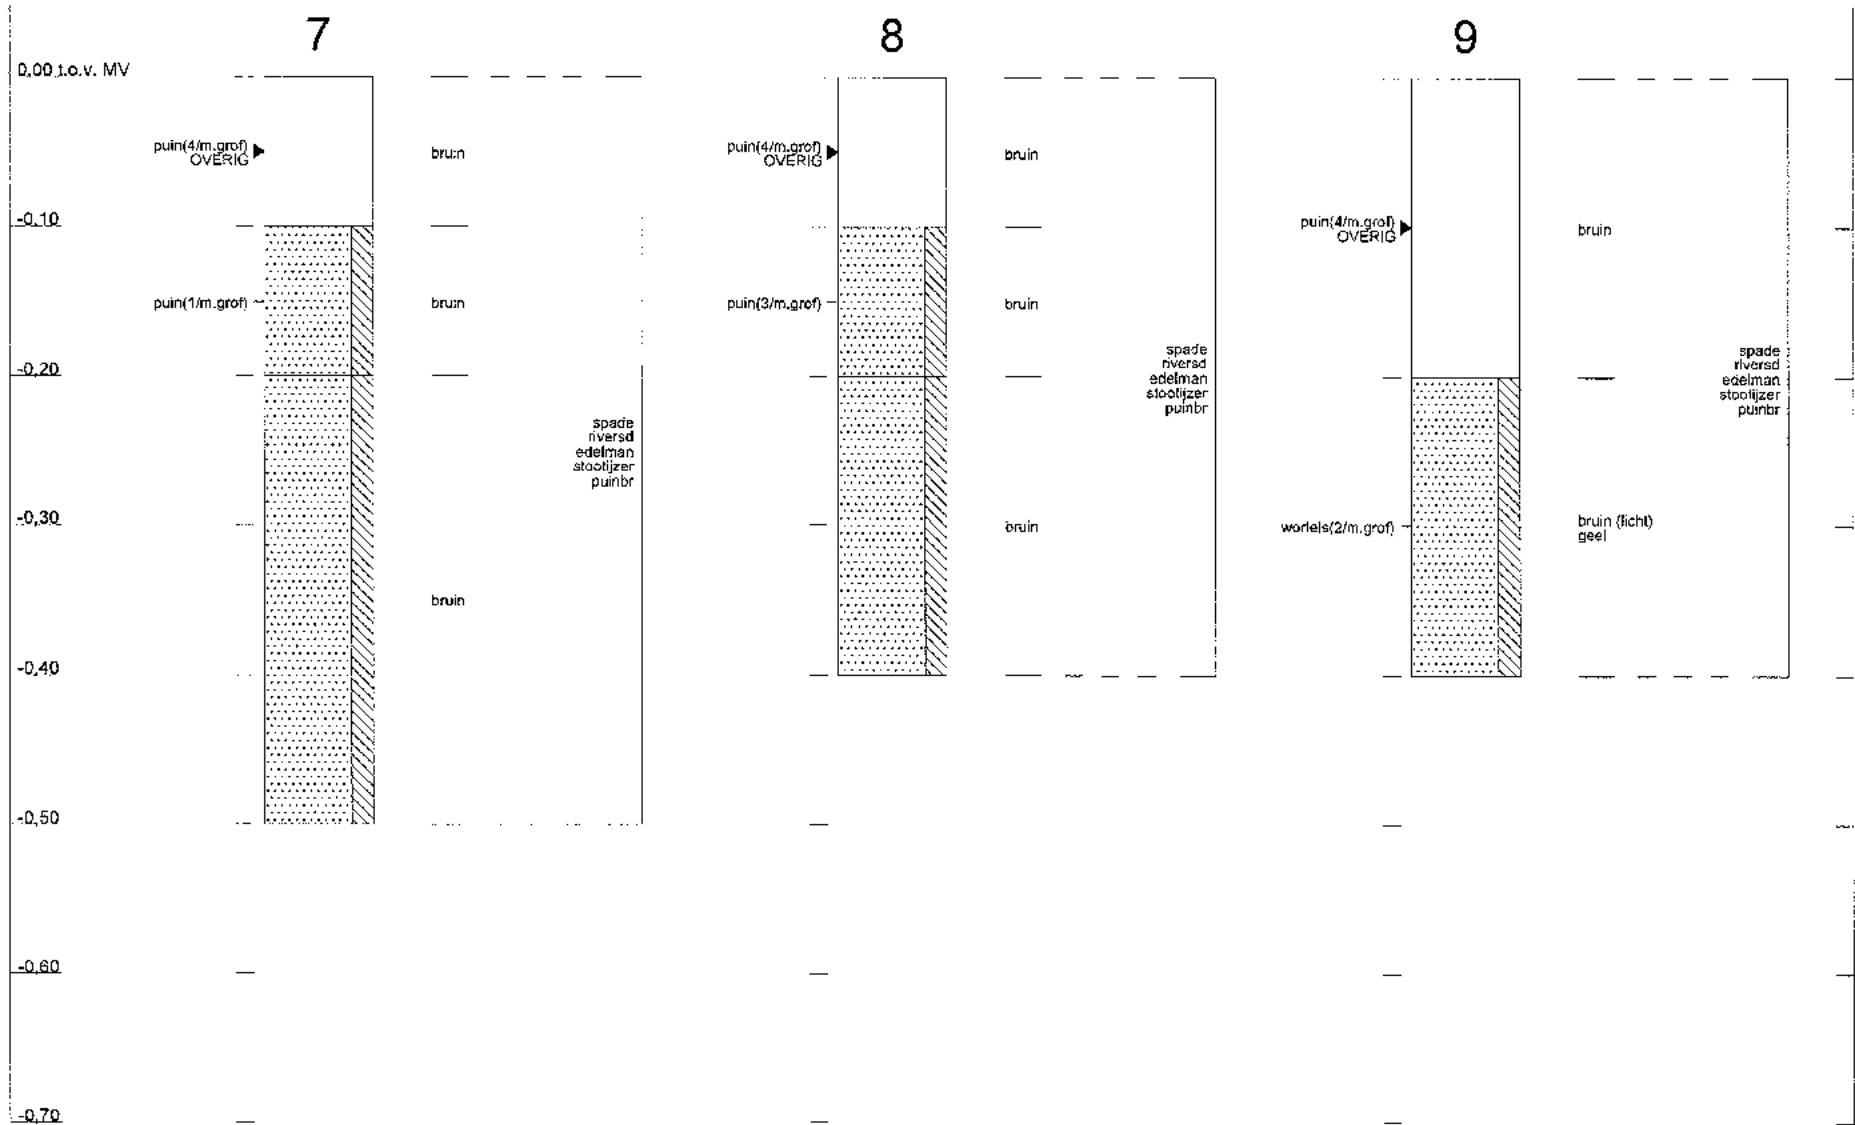 7
8
9
0,00 t.o.v. MV
puin(4/m.grof)
OVERIG
bruin
puin(4/m.grof)
OVERIG
bruin
-0,10
puin(4/m.grof)
OVERIG
bruin
puin(1/m.grof)
bruin
puin(3/m.grof)
bruin
-0,20
spade
riversd
edelman
stootijzer
puinbr
spade
riversd
edelman
stootijzer
puinbr
spade
riversd
edelman
stootijzer
puinbr
-0,30
bruin
wortels(2/m.grof)
bruin (licht)
geel
bruin
-0,40
-0,50
-0,60
-0,70